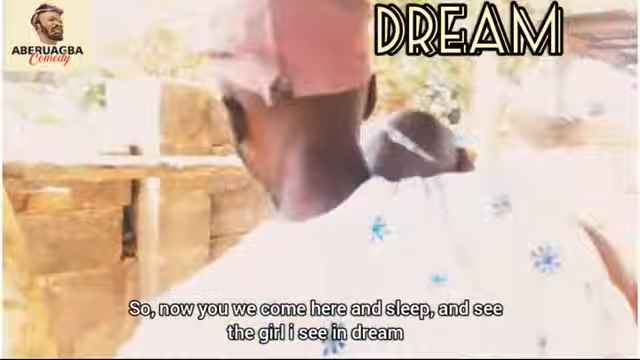 DREAM
ABERUAGBA
Comedy
So, now you we come here and sleep, and see
the girl i see in dream